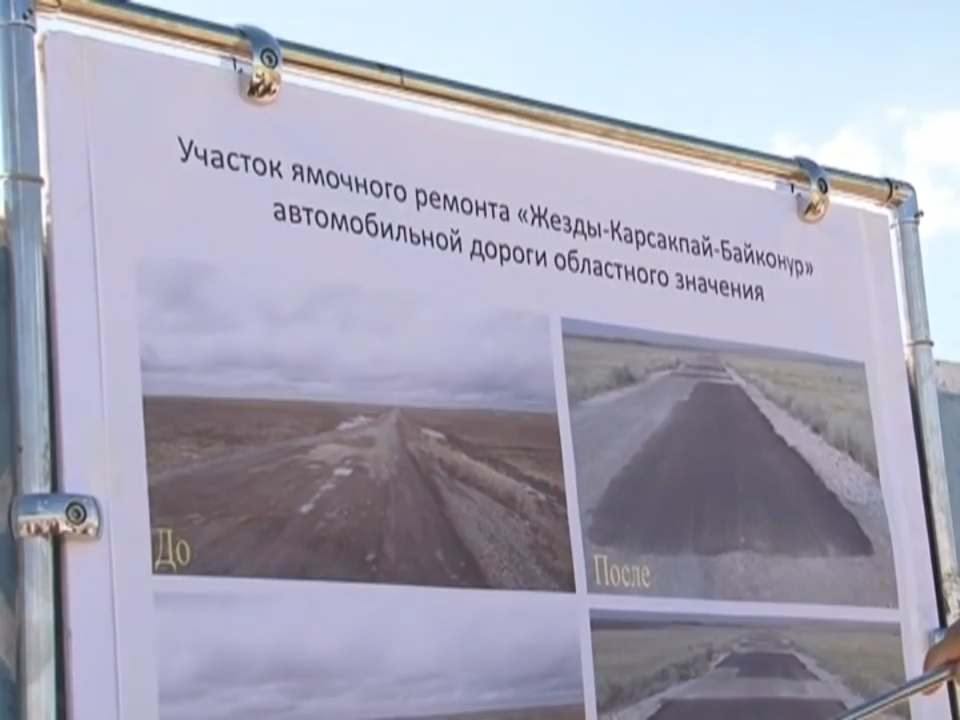 Участок ямочного ремонта «Жезды-Карсакпай-Байконур»
автомобильной дороги областного значения
До
После